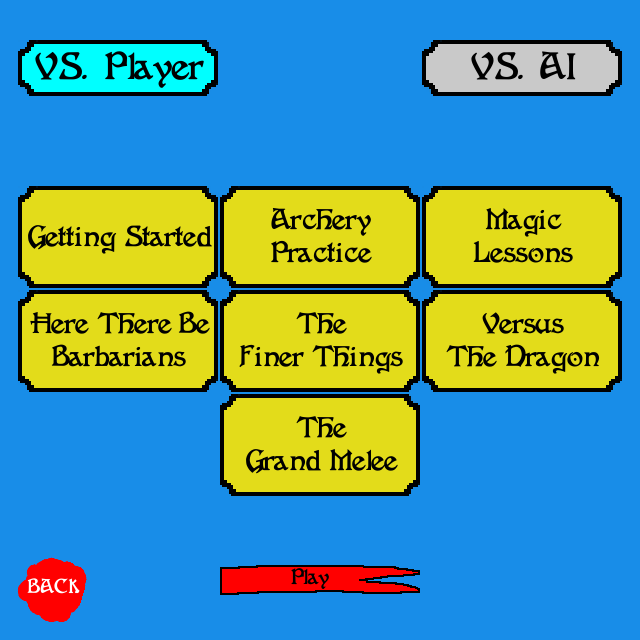 VS. Player
VS. AI
Getting Started
Archery
Practice
Magic
Lessons
Here There Be
Barbarians
The
Finer Things
Versus
The Dragon
The
Grand Melee
BACK
Play